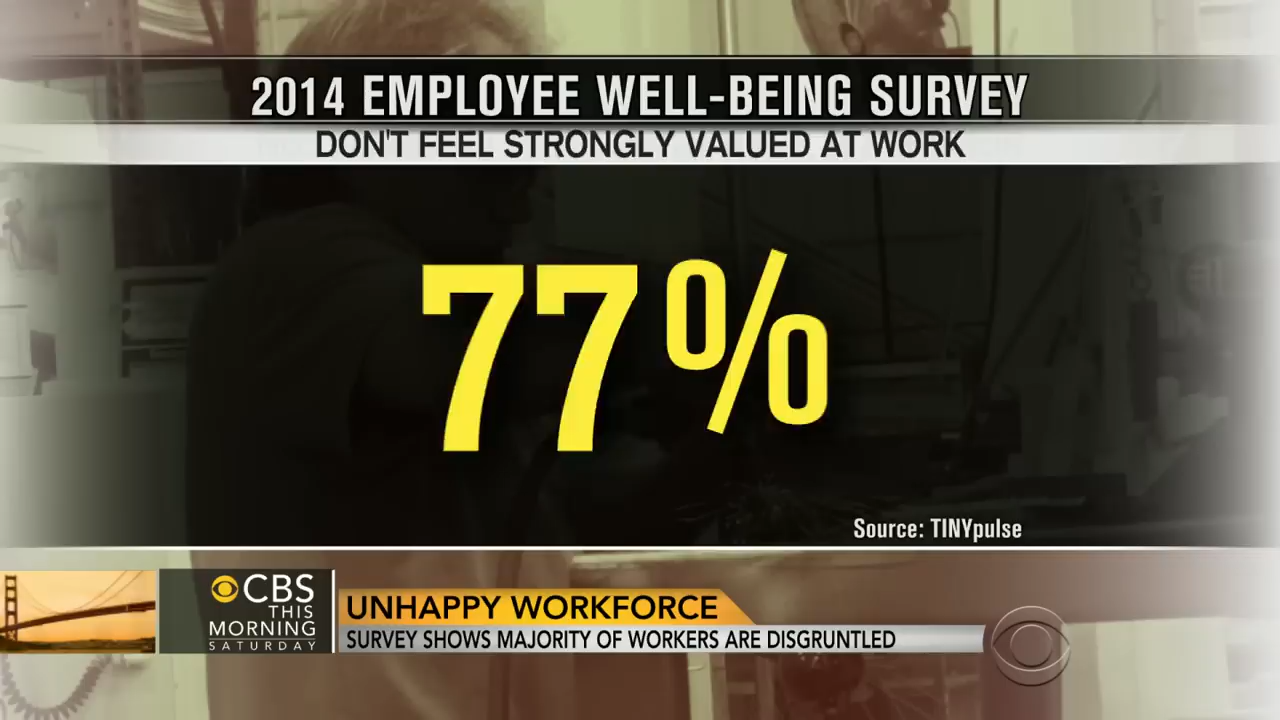 2014 EMPLOYEE WELL-BEING SURVEY
DON'T FEEL STRONGLY VALUED AT WORK
77%
Source: TINYpulse
CBS
THIS
MORNING
SATURDAY
UNHAPPY WORKFORCE
SURVEY SHOWS MAJORITY OF WORKERS ARE DISGRUNTLED